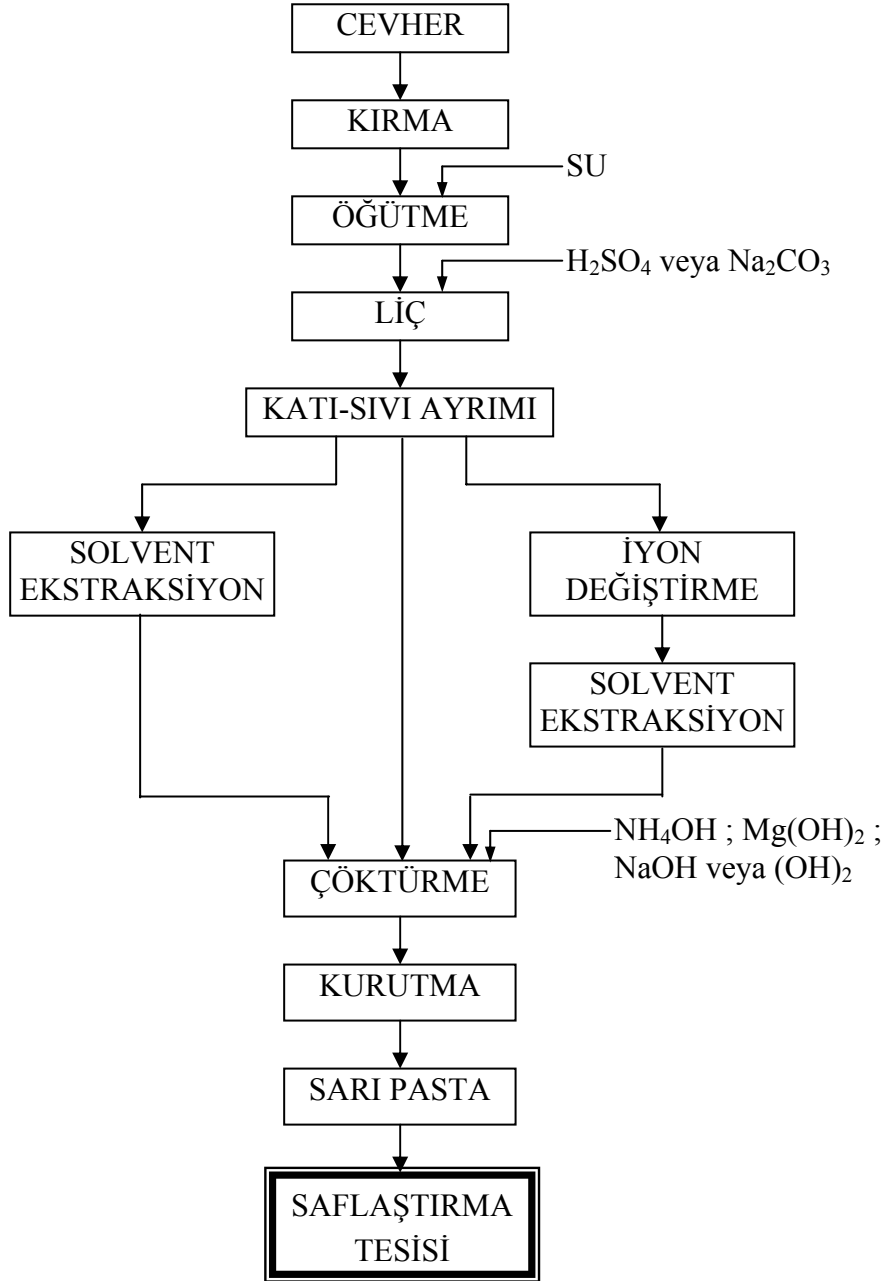 CEVHER
KIRMA
SU
ÖĞÜTME
H₂SO₄ veya Na₂CO₃
LİÇ
KATI-SIVI AYRIMI
SOLVENT
EKSTRAKSİYON
İYON
DEĞİŞTİRME
SOLVENT
EKSTRAKSİYON
NH₄OH ; Mg(OH)₂ ;
NaOH veya (OH)₂
ÇÖKTÜRME
KURUTMA
SARI PASTA
SAFLAŞTIRMA
TESİSİ